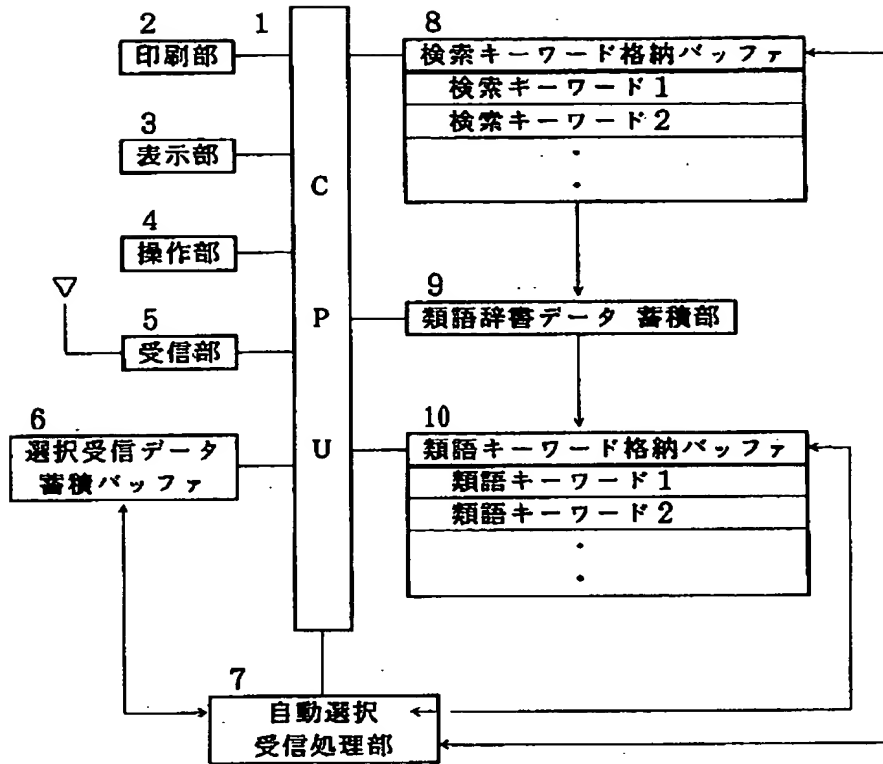 1
2
印刷部
3
表示部
4
操作部
5
受信部
6
選択受信データ
蓄積バッファ
C
P
U
7
自動選択
受信処理部
8
検索キーワード格納バッファ
検索キーワード1
検索キーワード2
・
・
9
類語辞書データ 蓄積部
10
類語キーワード格納バッファ
類語キーワード1
類語キーワード2
・
・